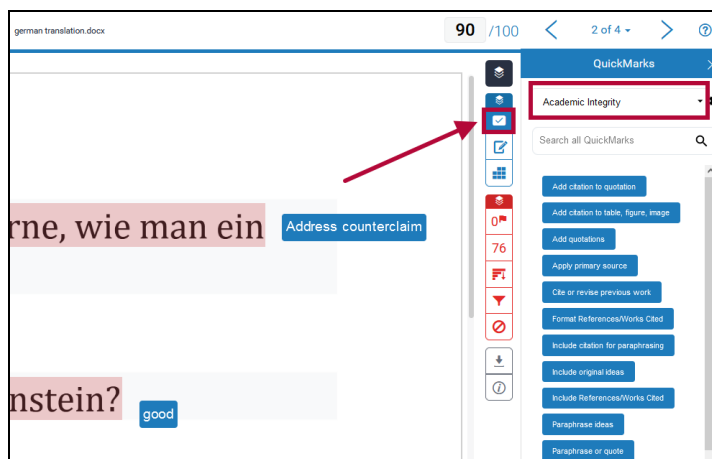 german translation.docx
90 /100
2 of 4
QuickMarks
Academic Integrity
Search all QuickMarks
Add citation to quotation
Add citation to table, figure, image
Add quotations
Apply primary source
Cite or revise previous work
Format References/Works Cited
Include citation for paraphrasing
Include original ideas
Include References/Works Cited
Paraphrase ideas
Paraphrase or quote
0
76
rne, wie man ein
Address counterclaim
nstein?
good